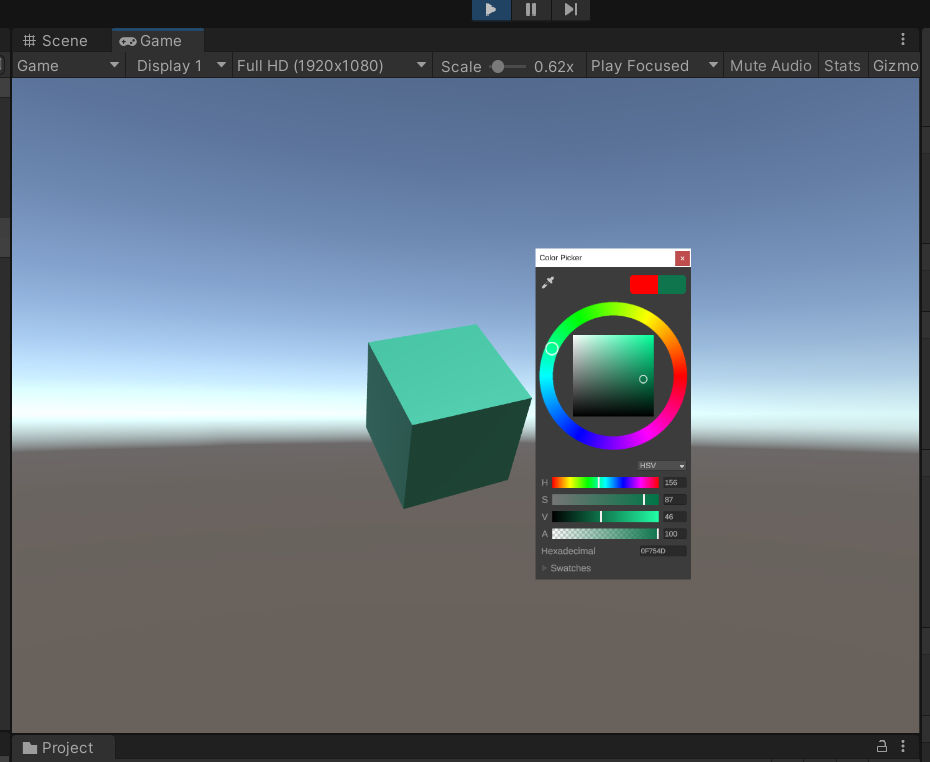 Scene Game
Game Display 1 Full HD (1920x1080) Scale 0.62x Play Focused Mute Audio Stats Gizmo
Color Picker x
HSV
H 156
S 87
V 46
A 100
Hexadecimal 0F754D
Swatches
Project